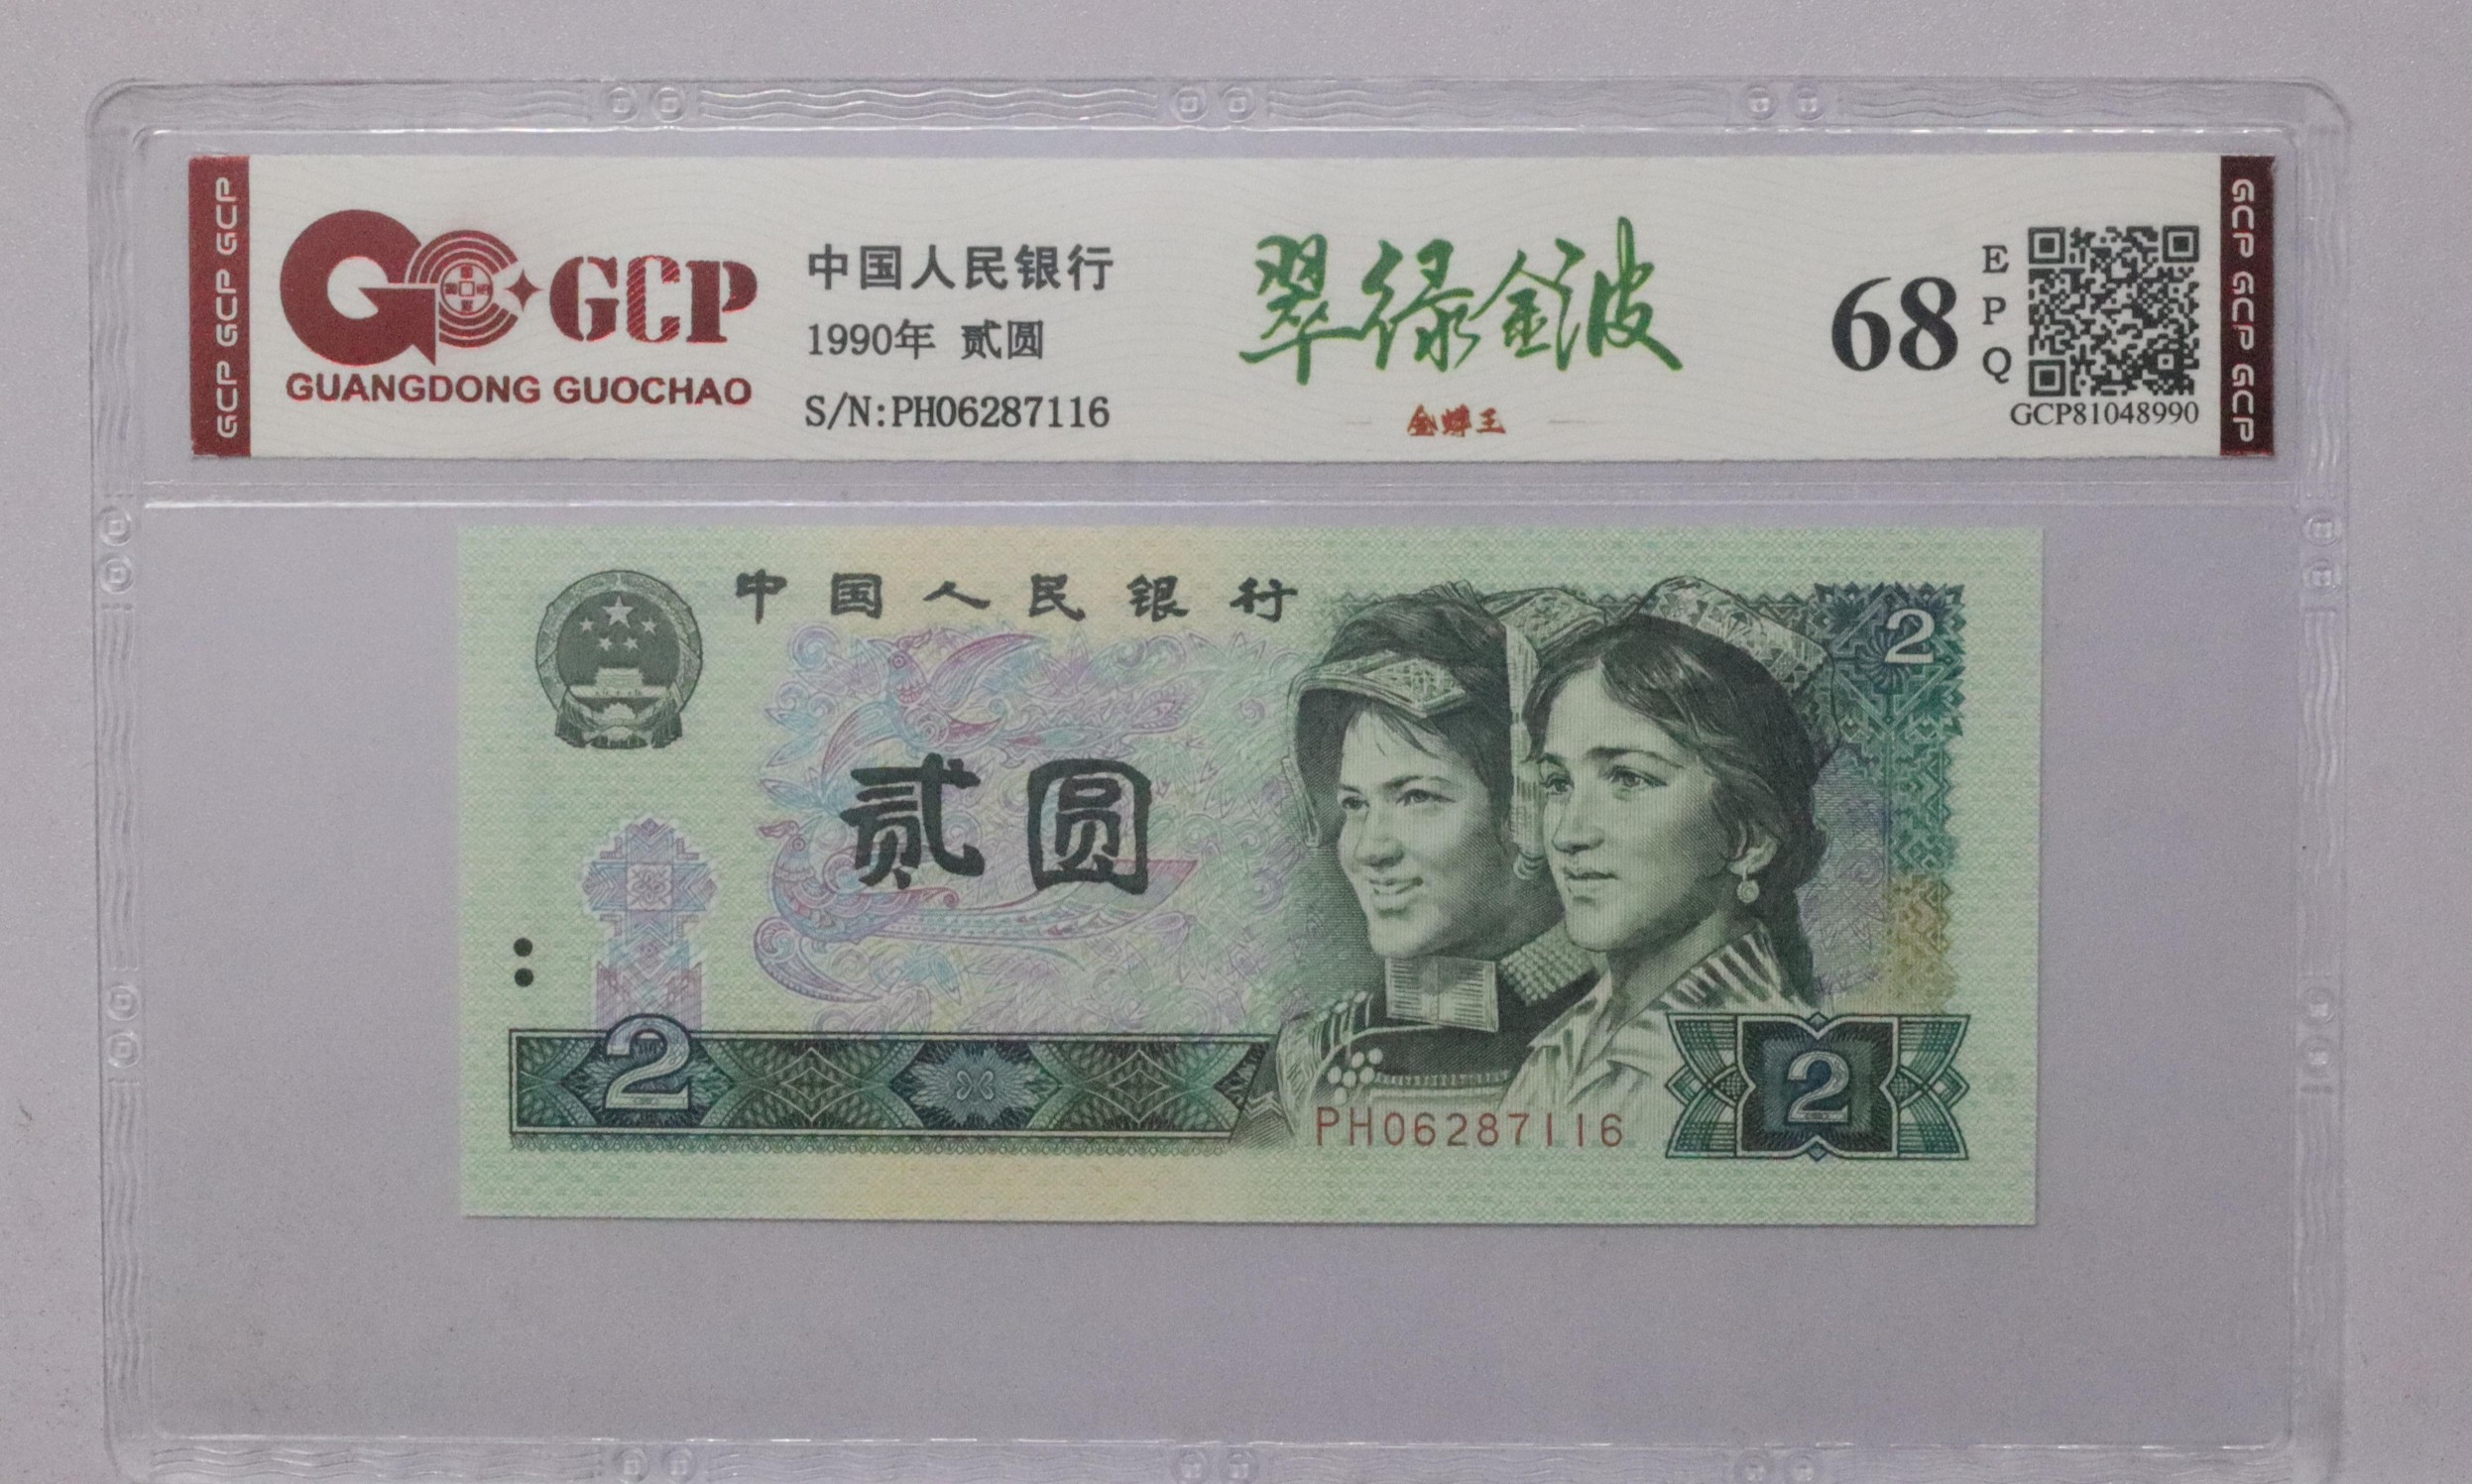 GCP GCP GCP
GCP
GUANGDONG GUOCHAO
中国人民银行
1990年 贰圆
S/N:PH06287116
翠绿金波
金蟬王
68
EPQ
GCP81048990
GCP GCP GCP
中国人民银行
2
贰圆
2
2
PH06287116